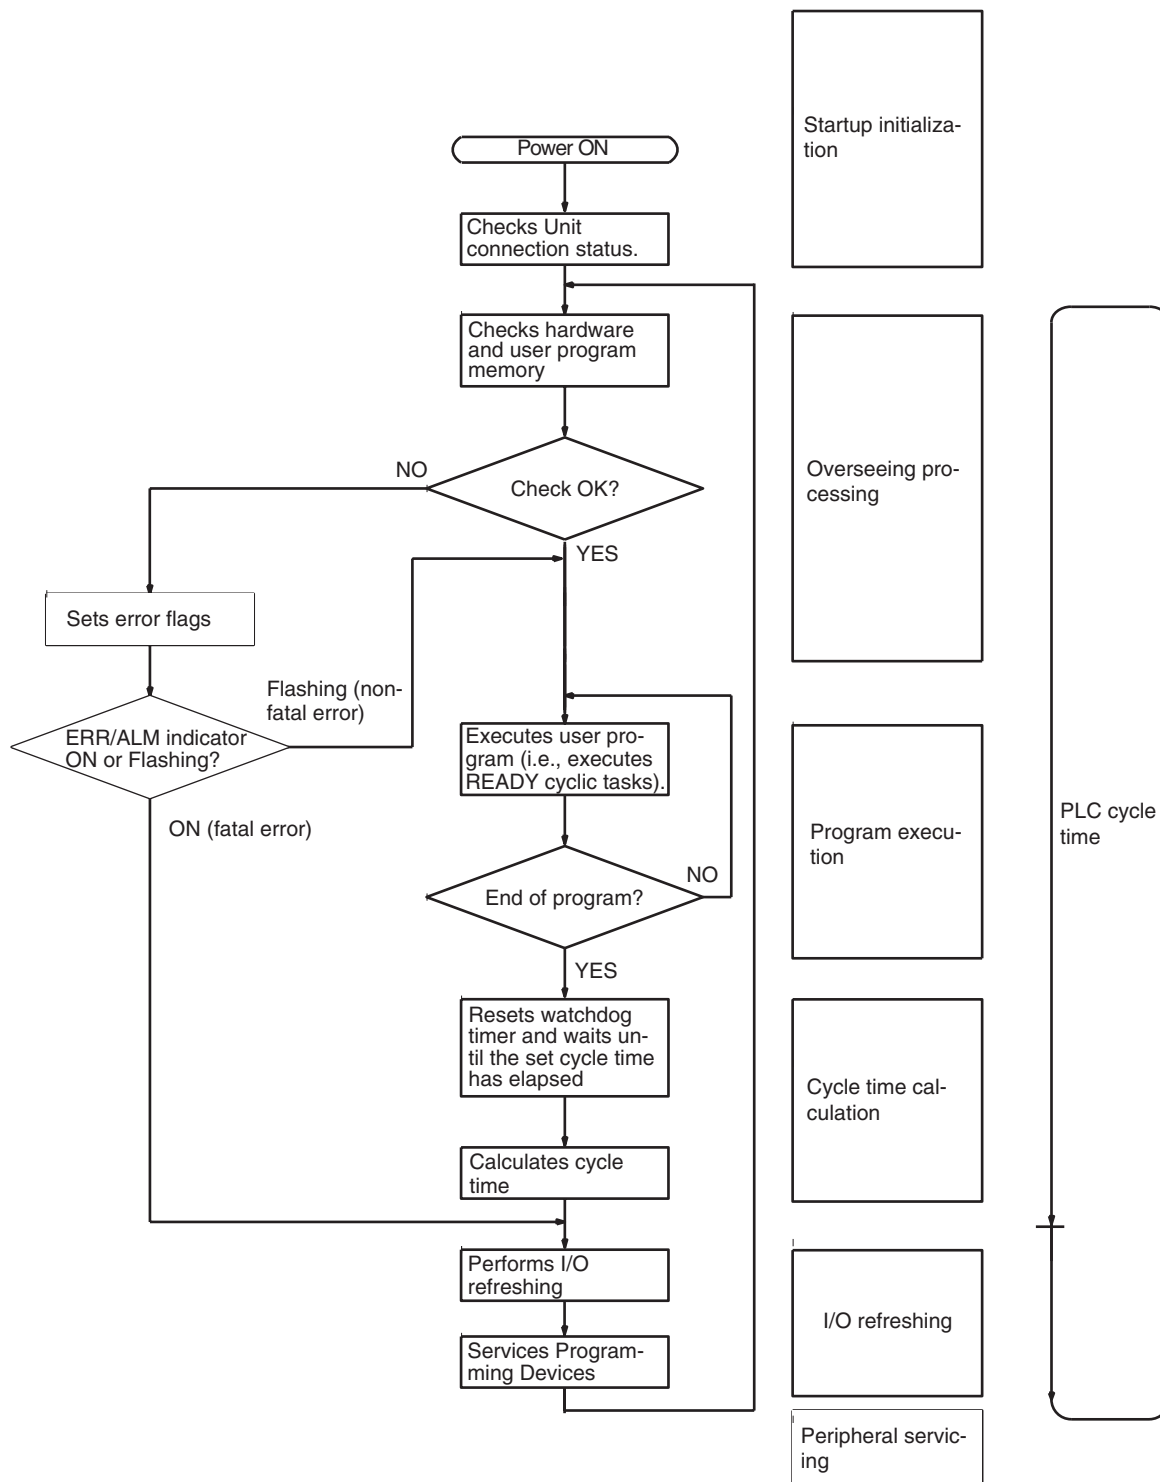 Startup initializa-
tion
Power ON
Checks Unit
connection status.
Checks hardware
and user program
memory
Overseeing pro-
cessing
NO
Check OK?
YES
Sets error flags
Flashing (non-
fatal error)
ERR/ALM indicator
ON or Flashing?
ON (fatal error)
Executes user pro-
gram (i.e., executes
READY cyclic tasks).
Program execu-
tion
PLC cycle
time
NO
End of program?
YES
Resets watchdog
timer and waits un-
til the set cycle time
has elapsed
Cycle time cal-
culation
Calculates cycle
time
Performs I/O
refreshing
I/O refreshing
Services Program-
ming Devices
Peripheral servic-
ing